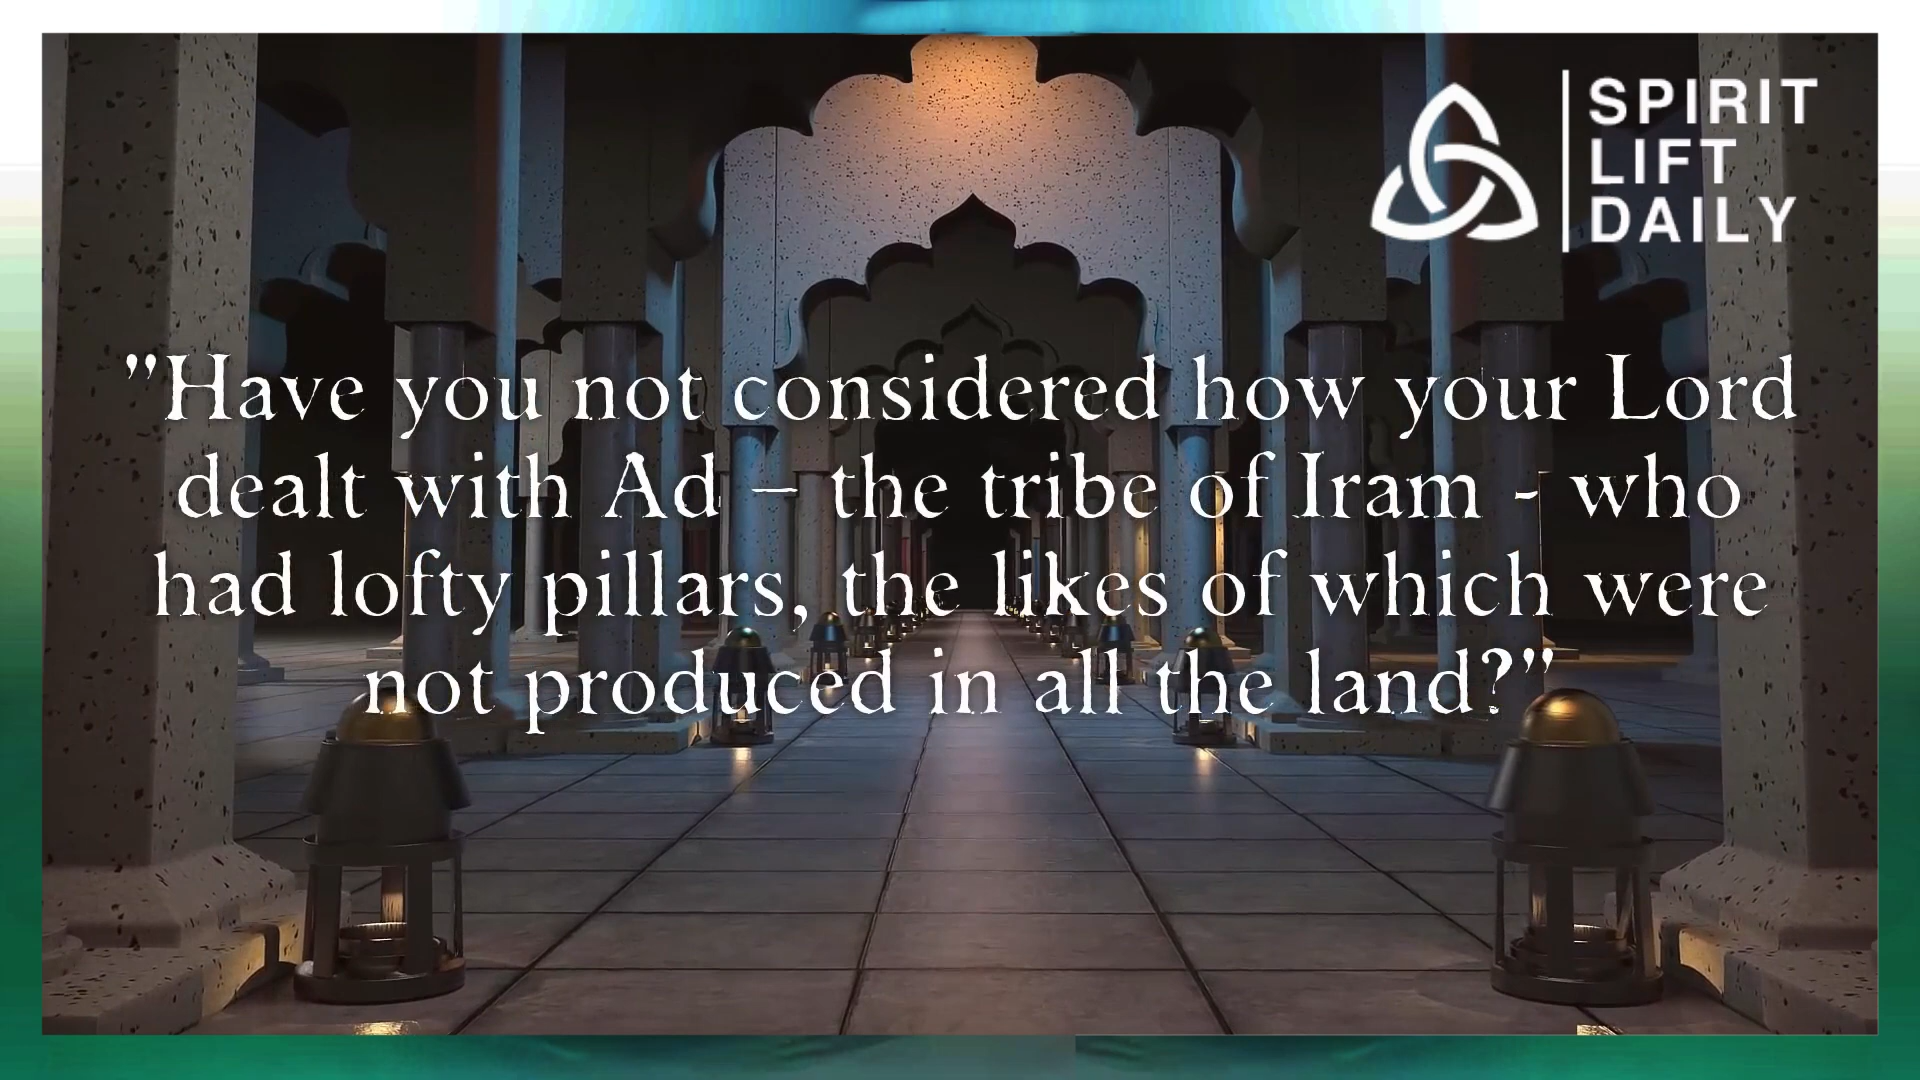 SPIRIT
LIFT
DAILY
"Have you not considered how your Lord
dealt with Ad – the tribe of Iram - who
had lofty pillars, the likes of which were
not produced in all the land?"